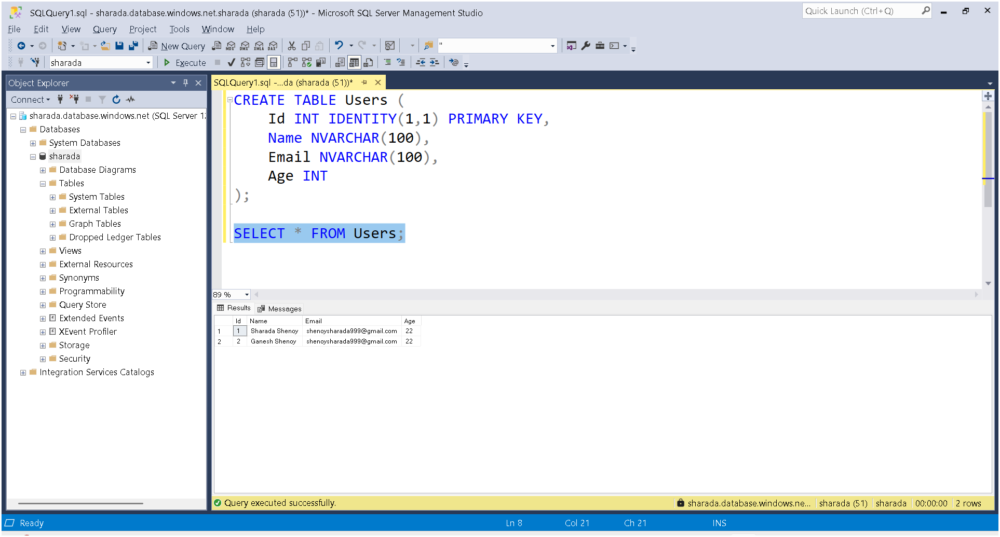 SQLQuery1.sql - sharada.database.windows.net.sharada (sharada (51))* - Microsoft SQL Server Management Studio
Quick Launch (Ctrl+Q)
File Edit View Query Project Tools Window Help
New Query MDX DMX XMLA DAX "
sharada Execute
Object Explorer
Connect
sharada.database.windows.net (SQL Server 1
Databases
System Databases
sharada
Database Diagrams
Tables
System Tables
External Tables
Graph Tables
Dropped Ledger Tables
Views
External Resources
Synonyms
Programmability
Query Store
Extended Events
XEvent Profiler
Storage
Security
Integration Services Catalogs
SQLQuery1.sql -...da (sharada (51))*
CREATE TABLE Users (
Id INT IDENTITY(1,1) PRIMARY KEY,
Name NVARCHAR(100),
Email NVARCHAR(100),
Age INT
);
SELECT * FROM Users;
89 %
Results Messages
Id Name Email Age
1 1 Sharada Shenoy shenoysharada999@gmail.com 22
2 2 Ganesh Shenoy shenoysharada999@gmail.com 22
Query executed successfully. sharada.database.windows.ne... sharada (51) sharada 00:00:00 2 rows
Ready Ln 8 Col 21 Ch 21 INS